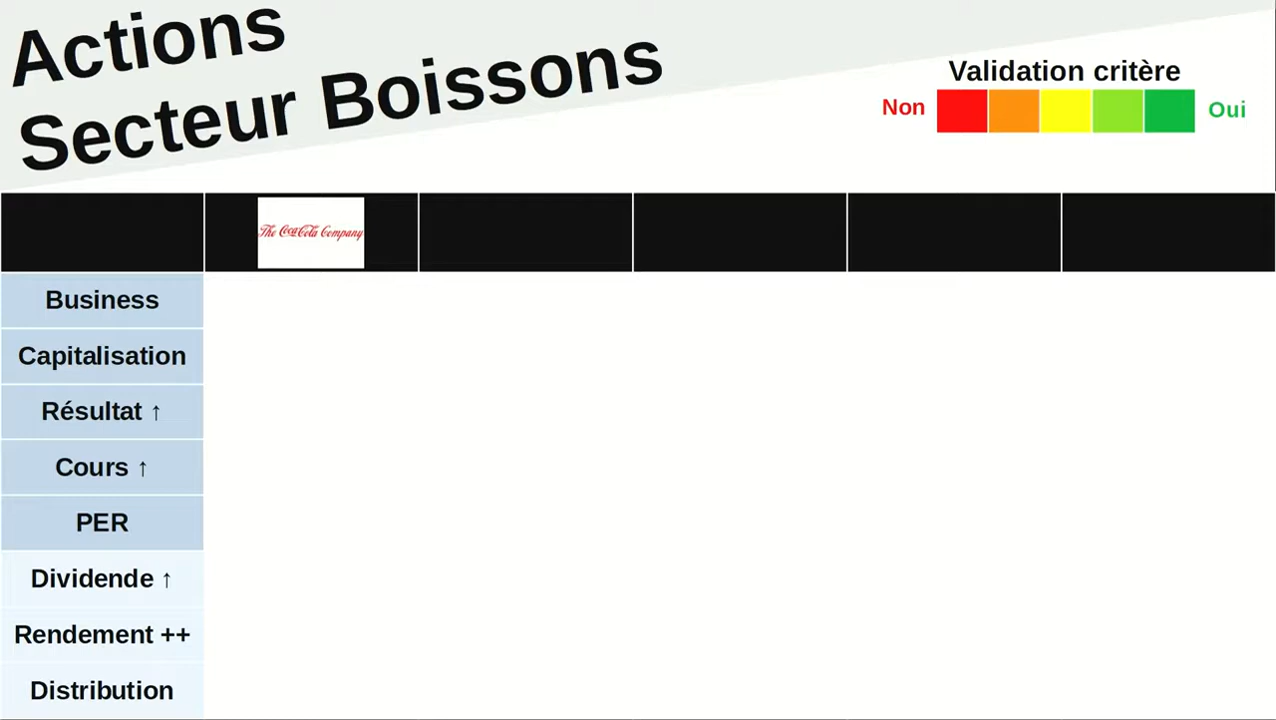 Actions
Secteur Boissons
Validation critère
Non
Oui
The Coca-Cola Company
Business
Capitalisation
Résultat ↑
Cours ↑
PER
Dividende ↑
Rendement ++
Distribution